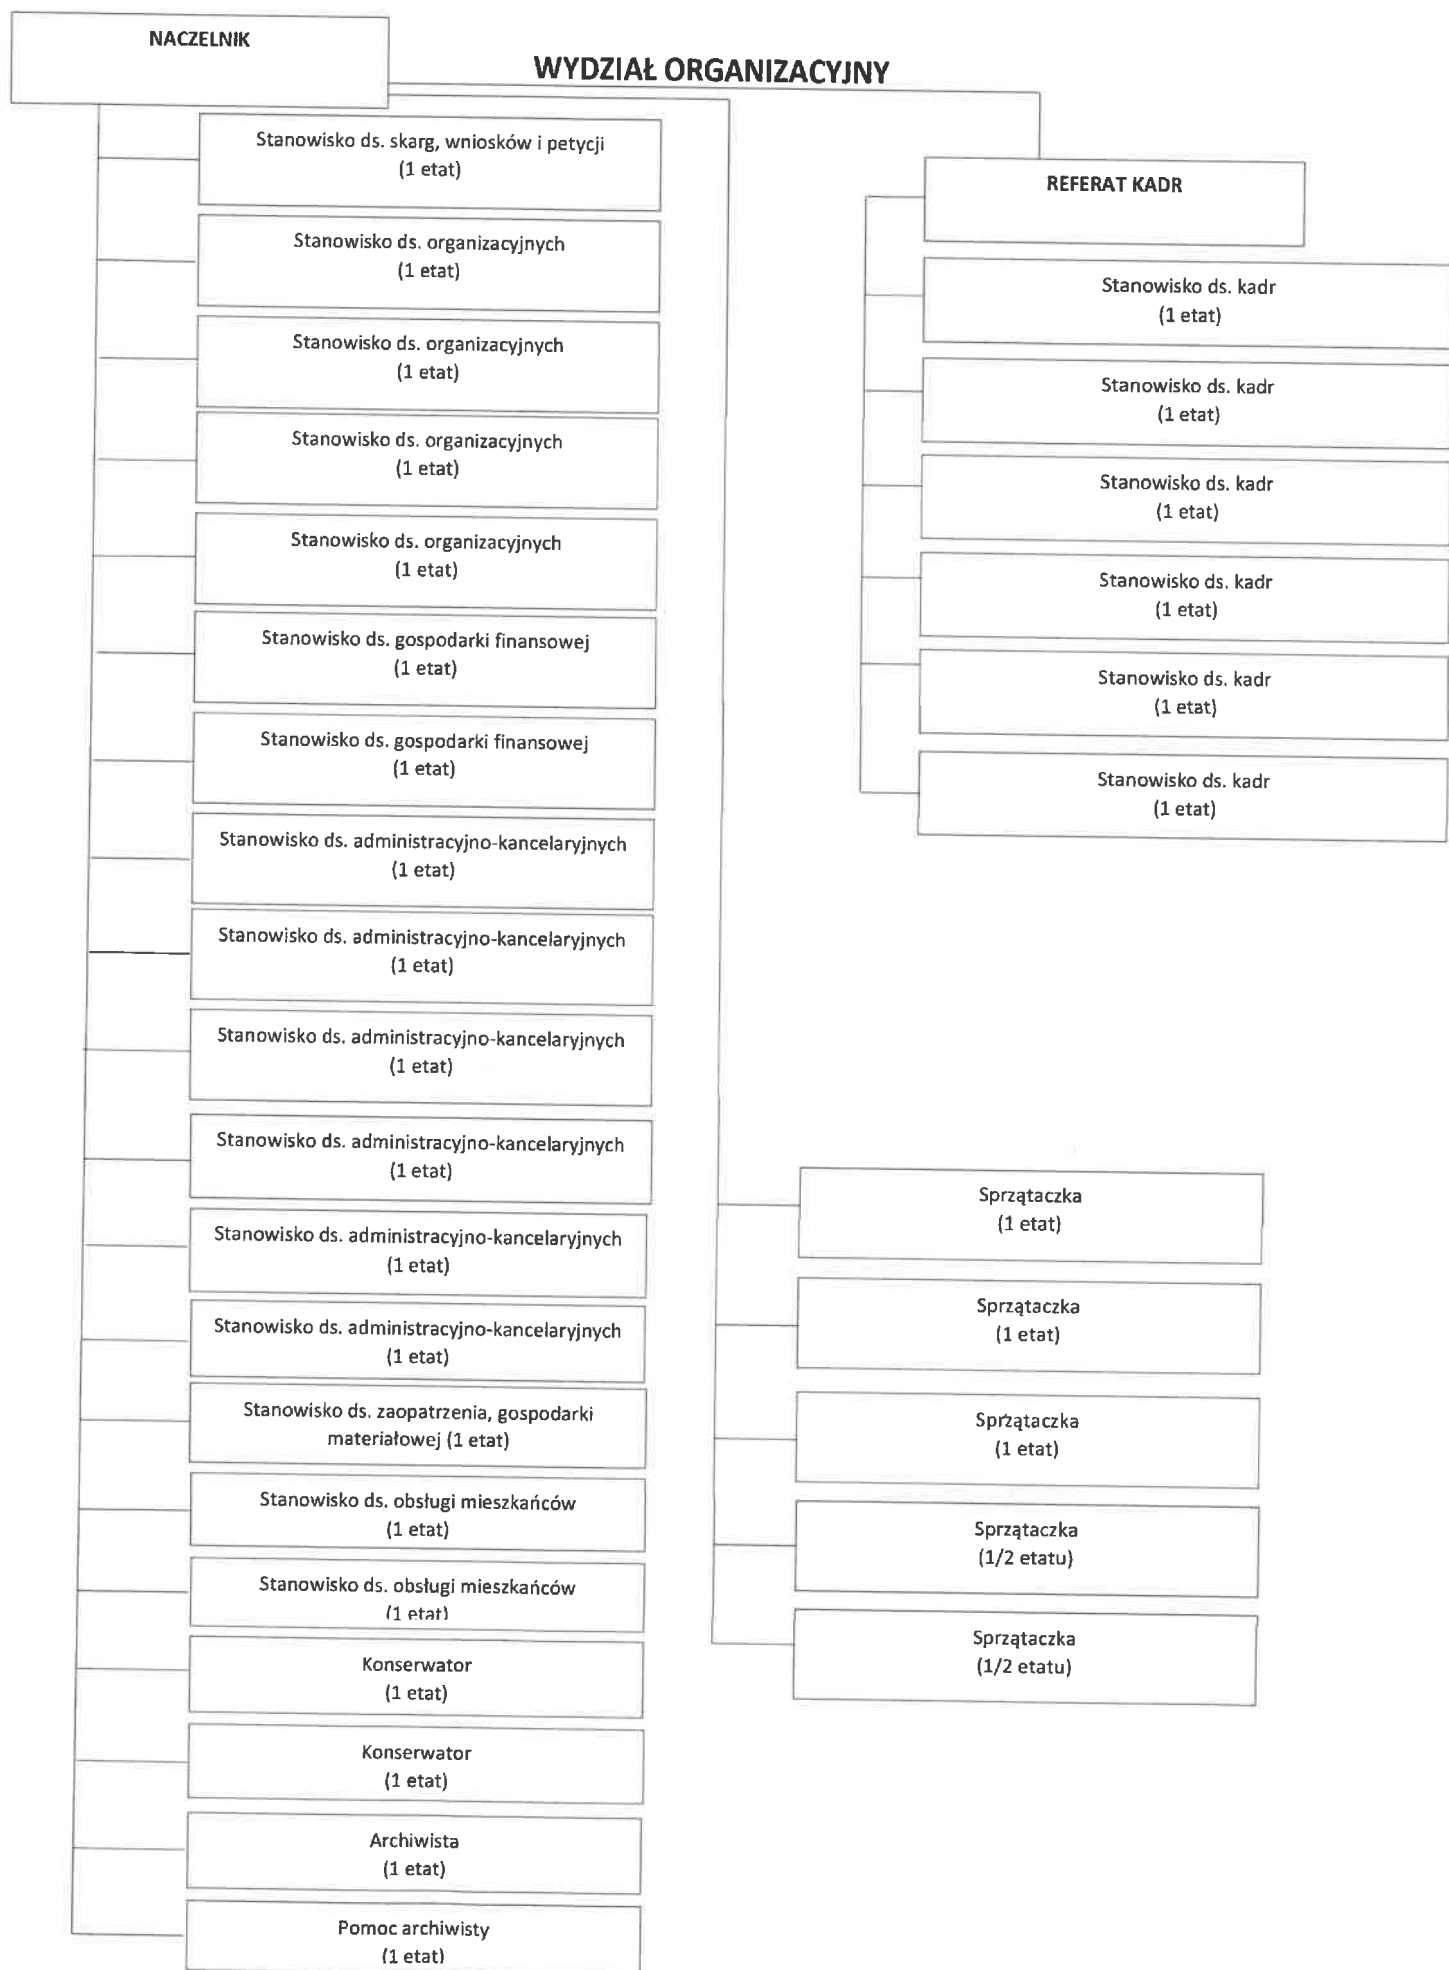 NACZELNIK
WYDZIAŁ ORGANIZACYJNY
Stanowisko ds. skarg, wniosków i petycji
(1 etat)
Stanowisko ds. organizacyjnych
(1 etat)
Stanowisko ds. organizacyjnych
(1 etat)
Stanowisko ds. organizacyjnych
(1 etat)
Stanowisko ds. organizacyjnych
(1 etat)
Stanowisko ds. gospodarki finansowej
(1 etat)
Stanowisko ds. gospodarki finansowej
(1 etat)
Stanowisko ds. administracyjno-kancelaryjnych
(1 etat)
Stanowisko ds. administracyjno-kancelaryjnych
(1 etat)
Stanowisko ds. administracyjno-kancelaryjnych
(1 etat)
Stanowisko ds. administracyjno-kancelaryjnych
(1 etat)
Stanowisko ds. administracyjno-kancelaryjnych
(1 etat)
Stanowisko ds. administracyjno-kancelaryjnych
(1 etat)
Stanowisko ds. zaopatrzenia, gospodarki
materiałowej (1 etat)
Stanowisko ds. obsługi mieszkańców
(1 etat)
Stanowisko ds. obsługi mieszkańców
(1 etat)
Konserwator
(1 etat)
Konserwator
(1 etat)
Archiwista
(1 etat)
Pomoc archiwisty
(1 etat)
REFERAT KADR
Stanowisko ds. kadr
(1 etat)
Stanowisko ds. kadr
(1 etat)
Stanowisko ds. kadr
(1 etat)
Stanowisko ds. kadr
(1 etat)
Stanowisko ds. kadr
(1 etat)
Stanowisko ds. kadr
(1 etat)
Sprzątaczka
(1 etat)
Sprzątaczka
(1 etat)
Sprzątaczka
(1 etat)
Sprzątaczka
(1/2 etatu)
Sprzątaczka
(1/2 etatu)